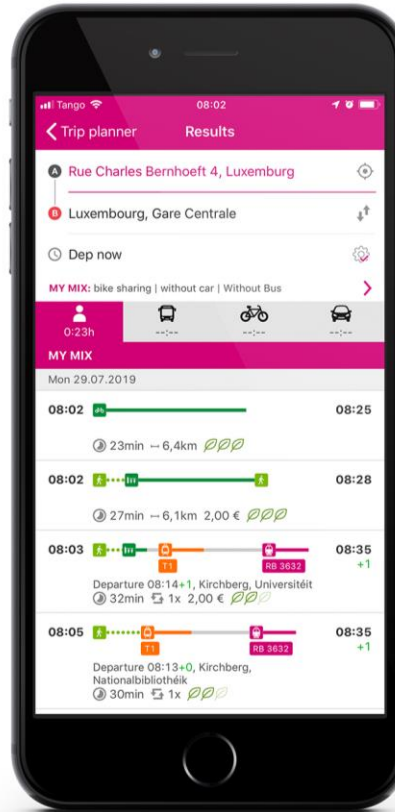 Tango 08:02
Trip planner Results
A Rue Charles Bernhoeft 4, Luxemburg
B Luxembourg, Gare Centrale
Dep now
MY MIX: bike sharing | without car | Without Bus
0:23h --:-- --:-- --:--
MY MIX
Mon 29.07.2019
08:02 08:25
23min 6,4km
08:02 08:28
27min 6,1km 2,00 €
08:03 08:35
T1 RB 3632 +1
Departure 08:14+1, Kirchberg, Universitéit
32min 1x 2,00 €
08:05 08:35
T1 RB 3632 +1
Departure 08:13+0, Kirchberg,
Nationalbibliothéik
30min 1x